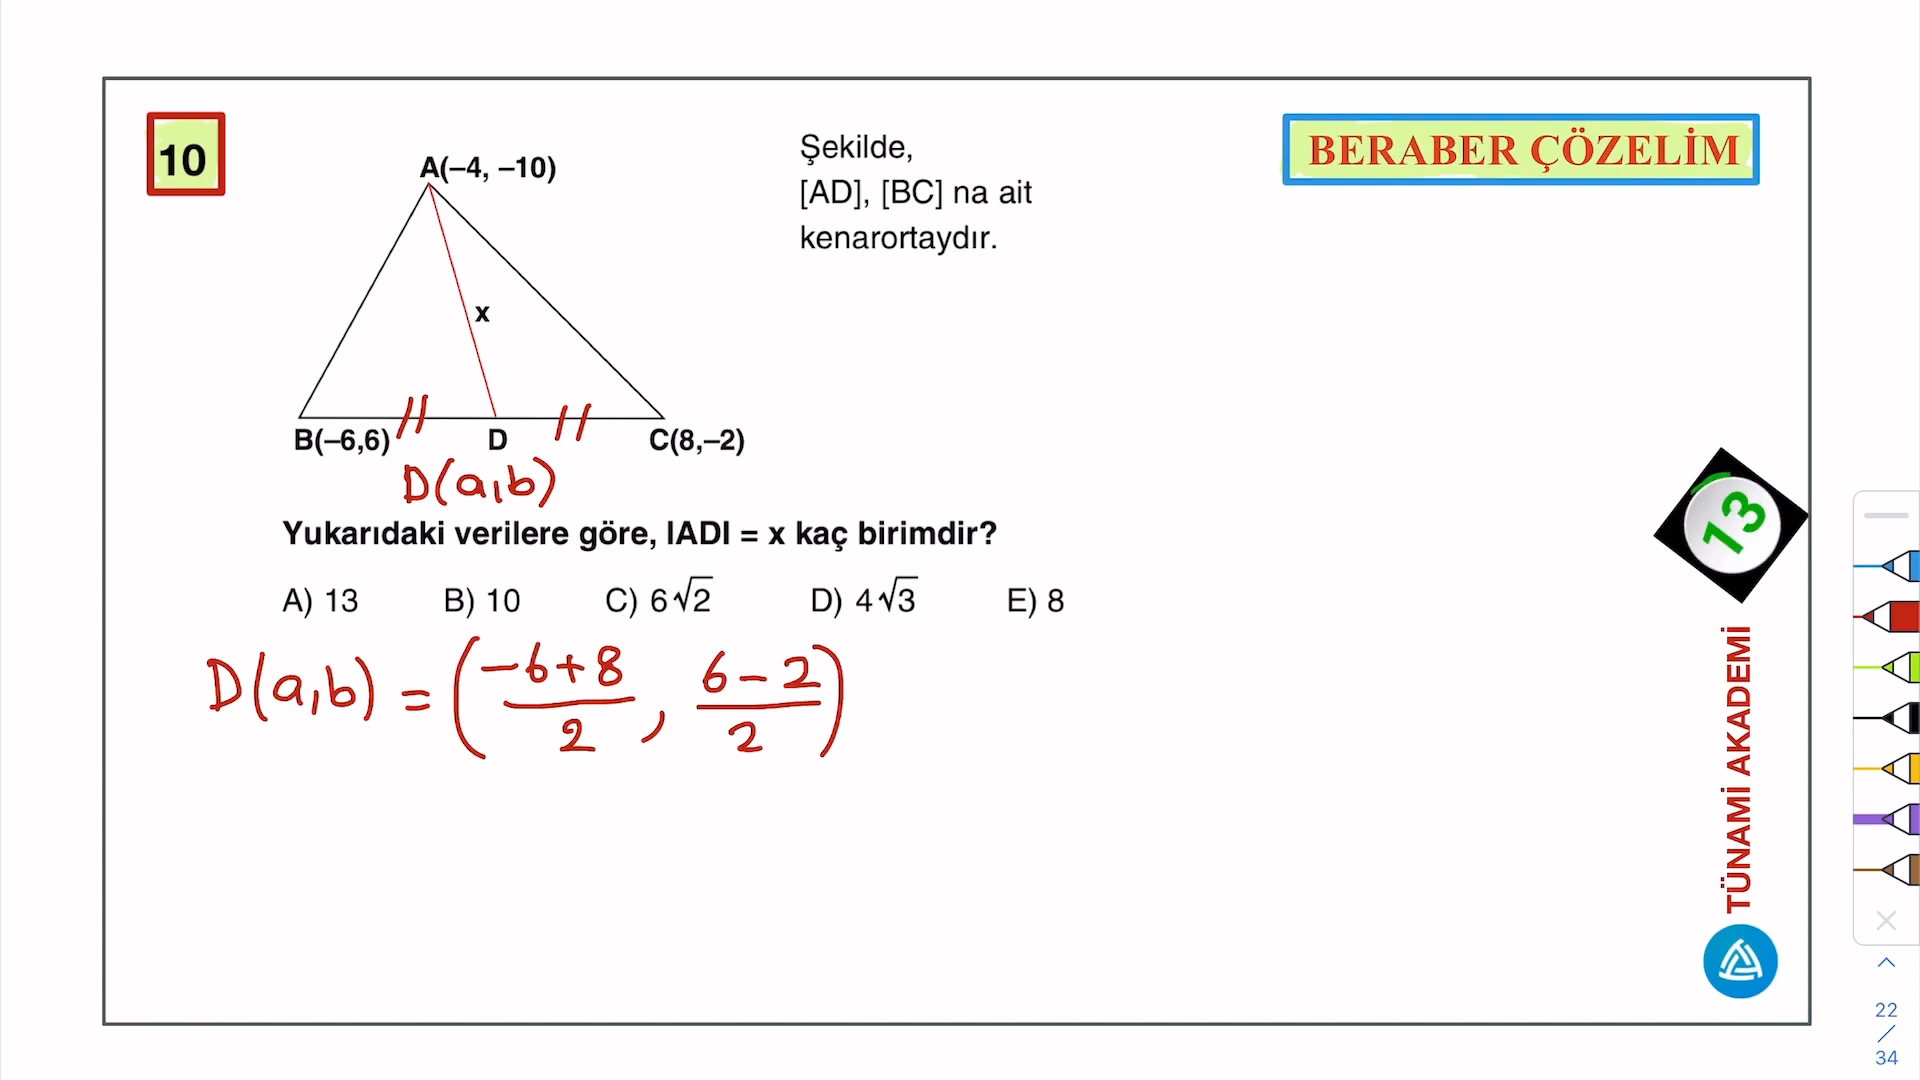 10
A(–4, –10)
Şekilde,
[AD], [BC] na ait
kenarortaydır.
BERABER ÇÖZELİM
x
B(–6,6)
D
C(8,–2)
D(a,b)
Yukarıdaki verilere göre, IADI = x kaç birimdir?
A) 13 B) 10 C) 6√2 D) 4√3 E) 8
D(a,b) = (-6+8/2, 6-2/2)
13
TÜNAMİ AKADEMİ
22
/
34